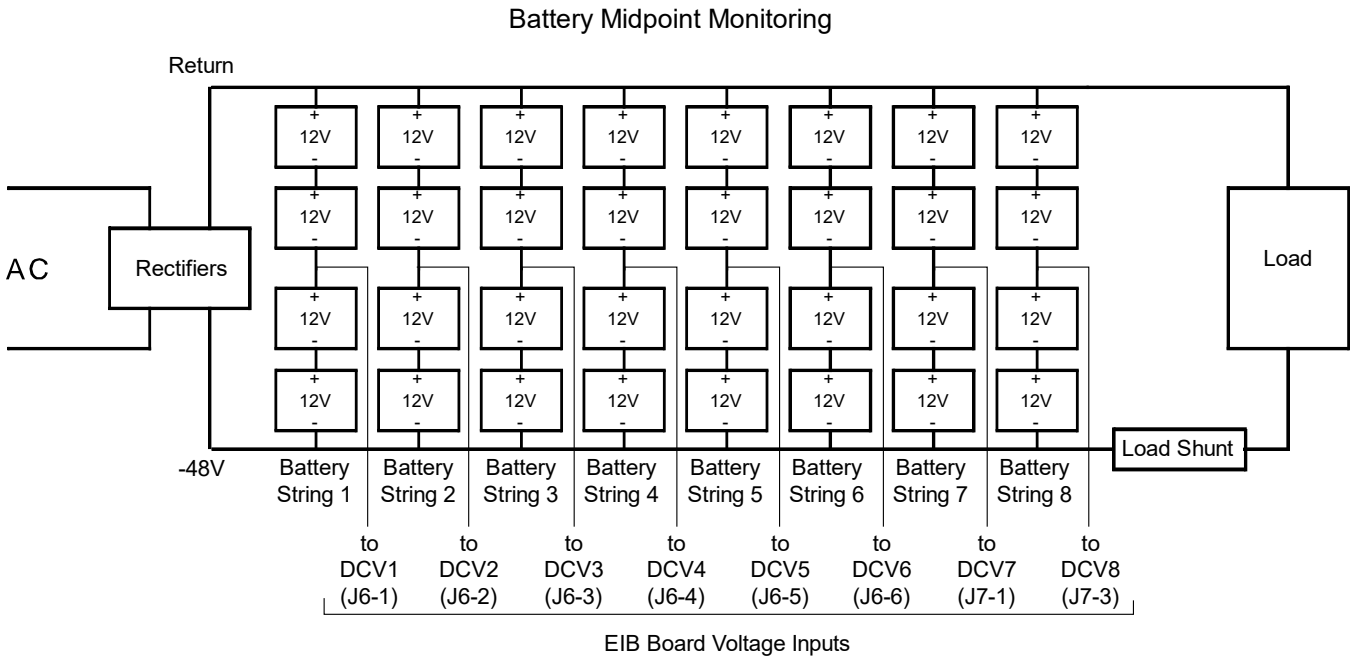 Battery Midpoint Monitoring
Return
+ + + + + + + +
12V 12V 12V 12V 12V 12V 12V 12V
- - - - - - - -
+ + + + + + + +
12V 12V 12V 12V 12V 12V 12V 12V
- - - - - - - -
AC
Rectifiers
Load
+ + + + + + + +
12V 12V 12V 12V 12V 12V 12V 12V
- - - - - - - -
+ + + + + + + +
12V 12V 12V 12V 12V 12V 12V 12V
- - - - - - - -
-48V
Load Shunt
Battery
String 1
Battery
String 2
Battery
String 3
Battery
String 4
Battery
String 5
Battery
String 6
Battery
String 7
Battery
String 8
to
DCV1
(J6-1)
to
DCV2
(J6-2)
to
DCV3
(J6-3)
to
DCV4
(J6-4)
to
DCV5
(J6-5)
to
DCV6
(J6-6)
to
DCV7
(J7-1)
to
DCV8
(J7-3)
EIB Board Voltage Inputs